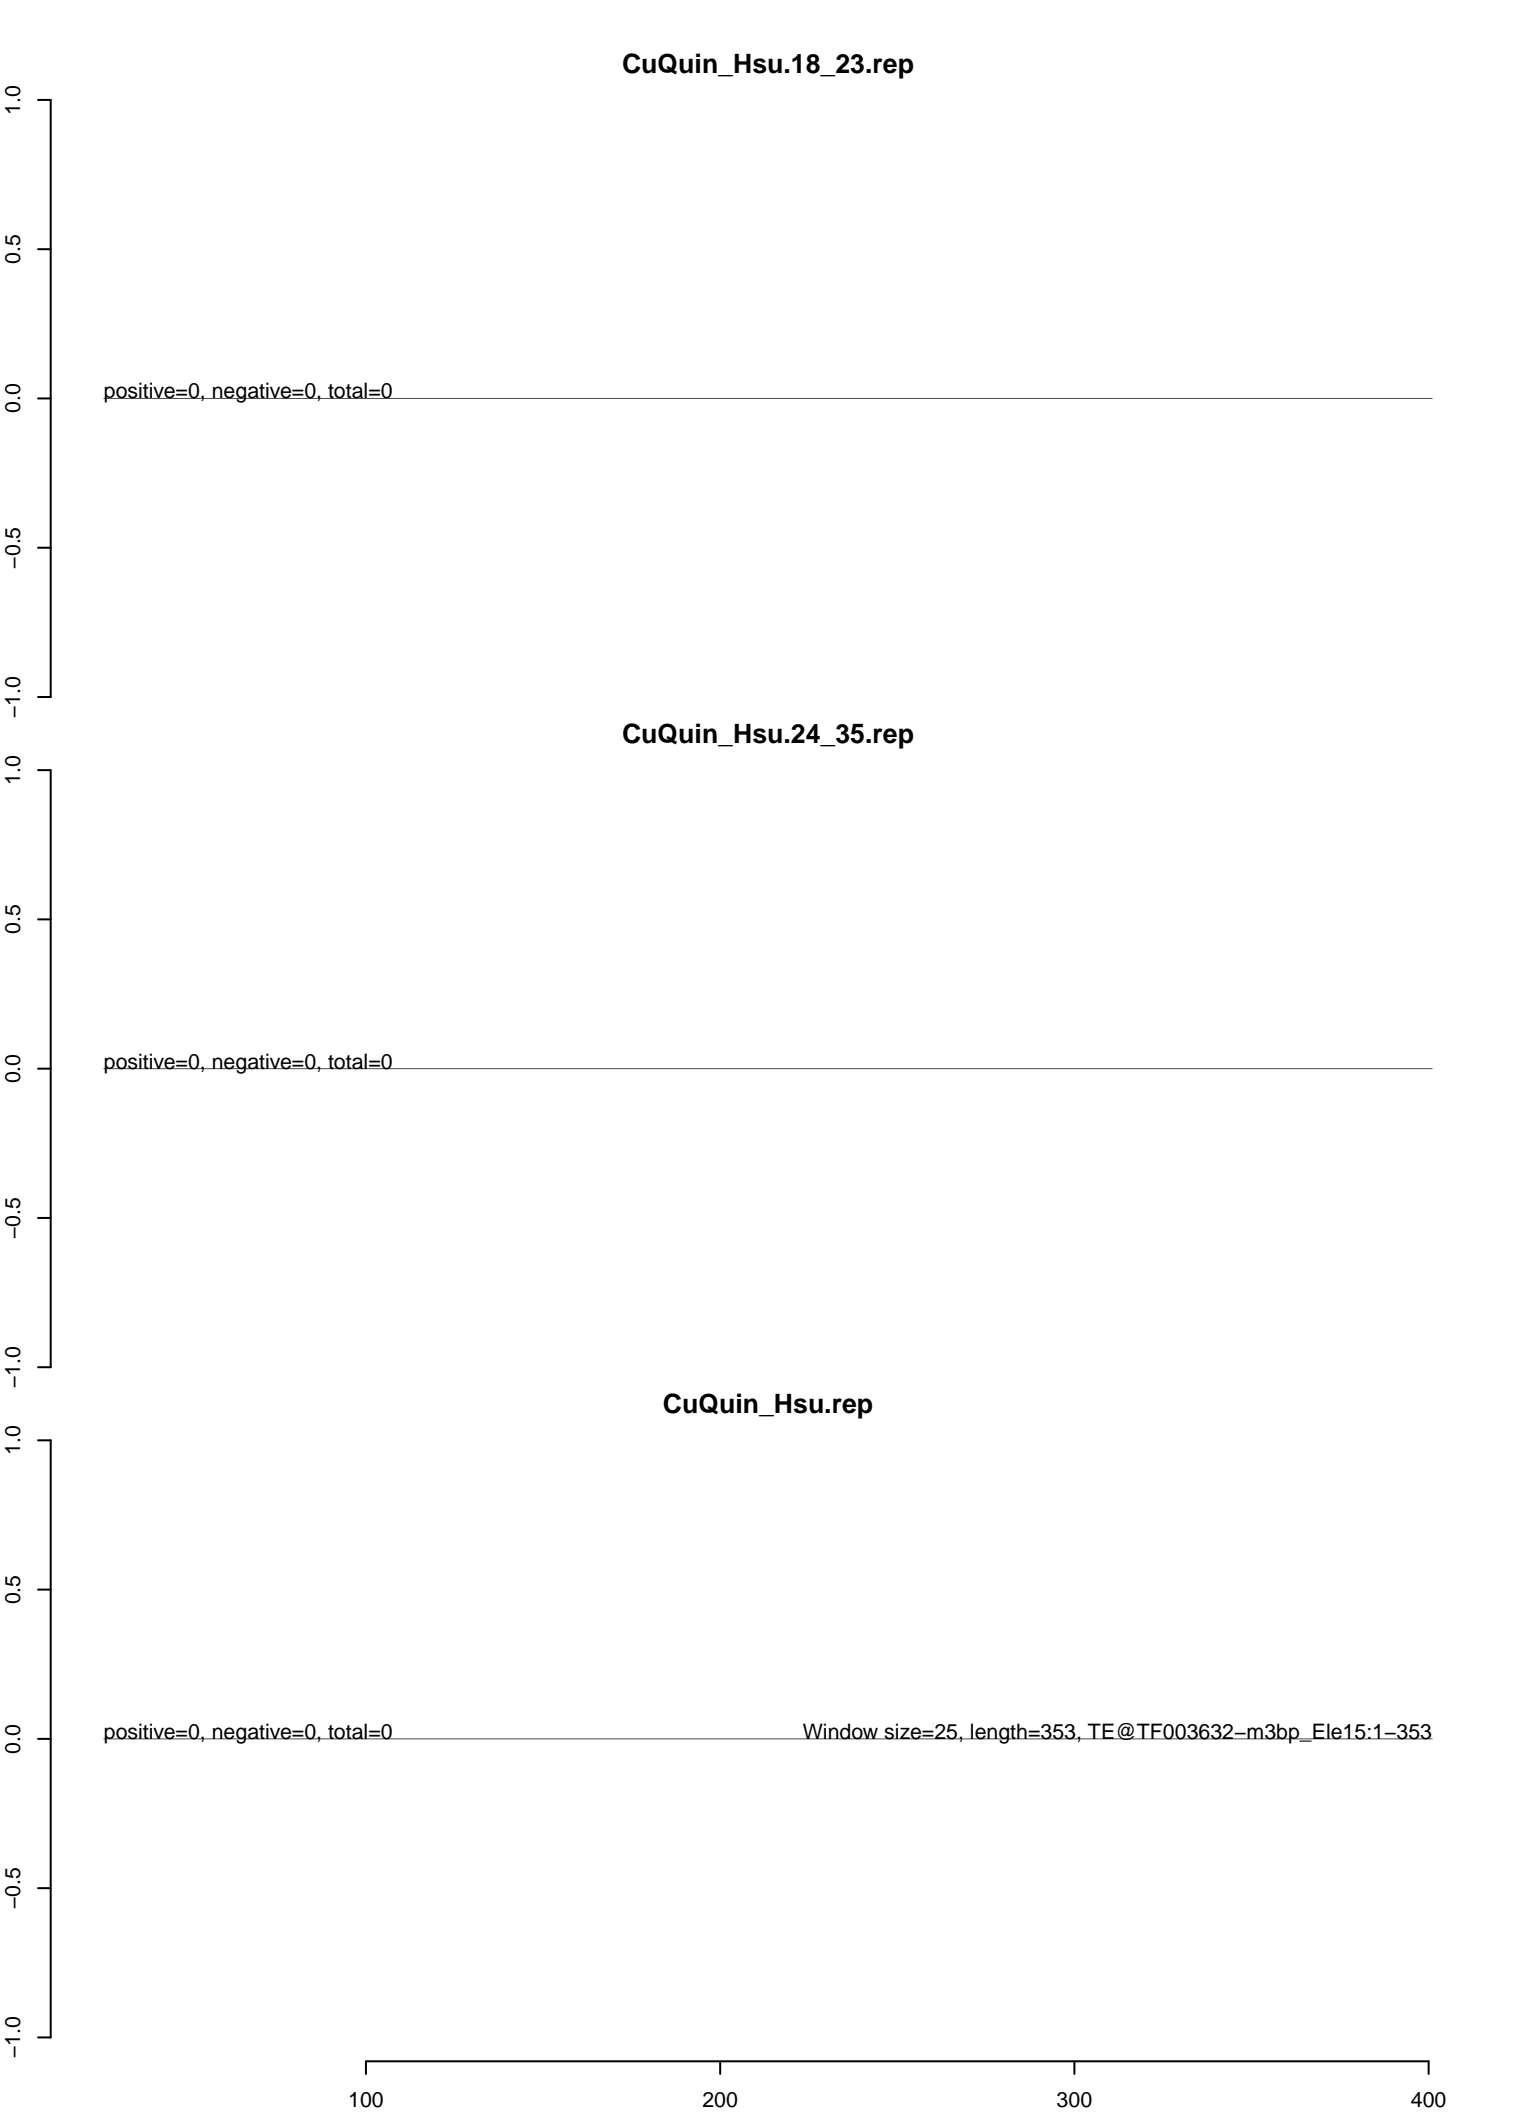 CuQuin_Hsu.18_23.rep
1.0
0.5
0.0
−0.5
−1.0
positive=0, negative=0, total=0
CuQuin_Hsu.24_35.rep
1.0
0.5
0.0
−0.5
−1.0
positive=0, negative=0, total=0
CuQuin_Hsu.rep
1.0
0.5
0.0
−0.5
−1.0
positive=0, negative=0, total=0
Window size=25, length=353, TE@TF003632−m3bp_Ele15:1−353
100 200 300 400